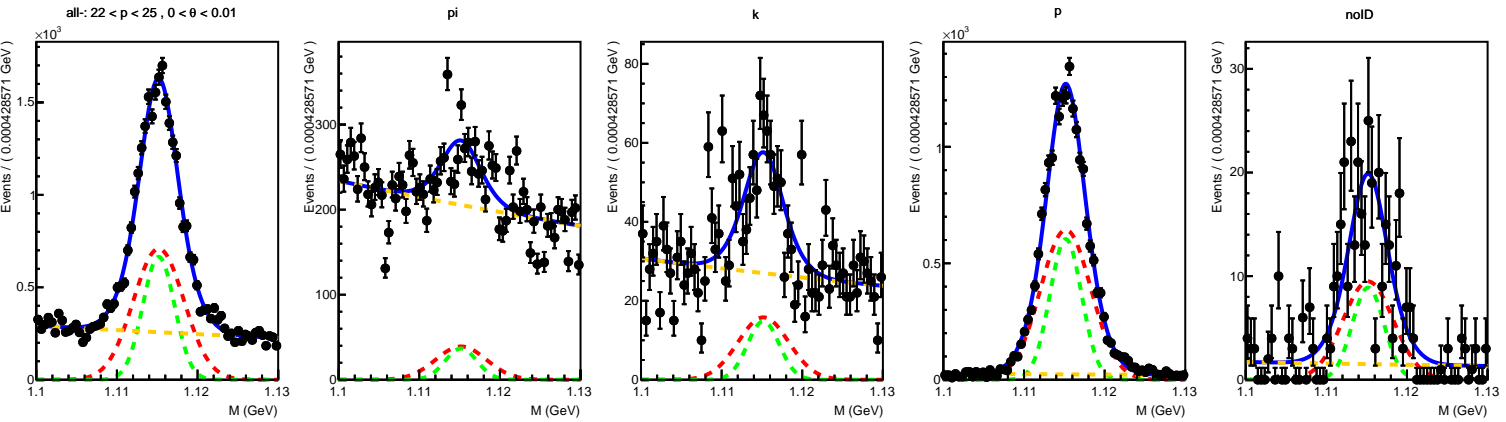 all-: 22 < p < 25 , 0 < θ < 0.01
×10³
Events / ( 0.000428571 GeV )
1.5
1
0.5
0
1.1 1.11 1.12 1.13
M (GeV)
pi
Events / ( 0.000428571 GeV )
300
200
100
0
1.1 1.11 1.12 1.13
M (GeV)
k
Events / ( 0.000428571 GeV )
80
60
40
20
0
1.1 1.11 1.12 1.13
M (GeV)
p
×10³
Events / ( 0.000428571 GeV )
1
0.5
0
1.1 1.11 1.12 1.13
M (GeV)
noID
Events / ( 0.000428571 GeV )
30
20
10
0
1.1 1.11 1.12 1.13
M (GeV)